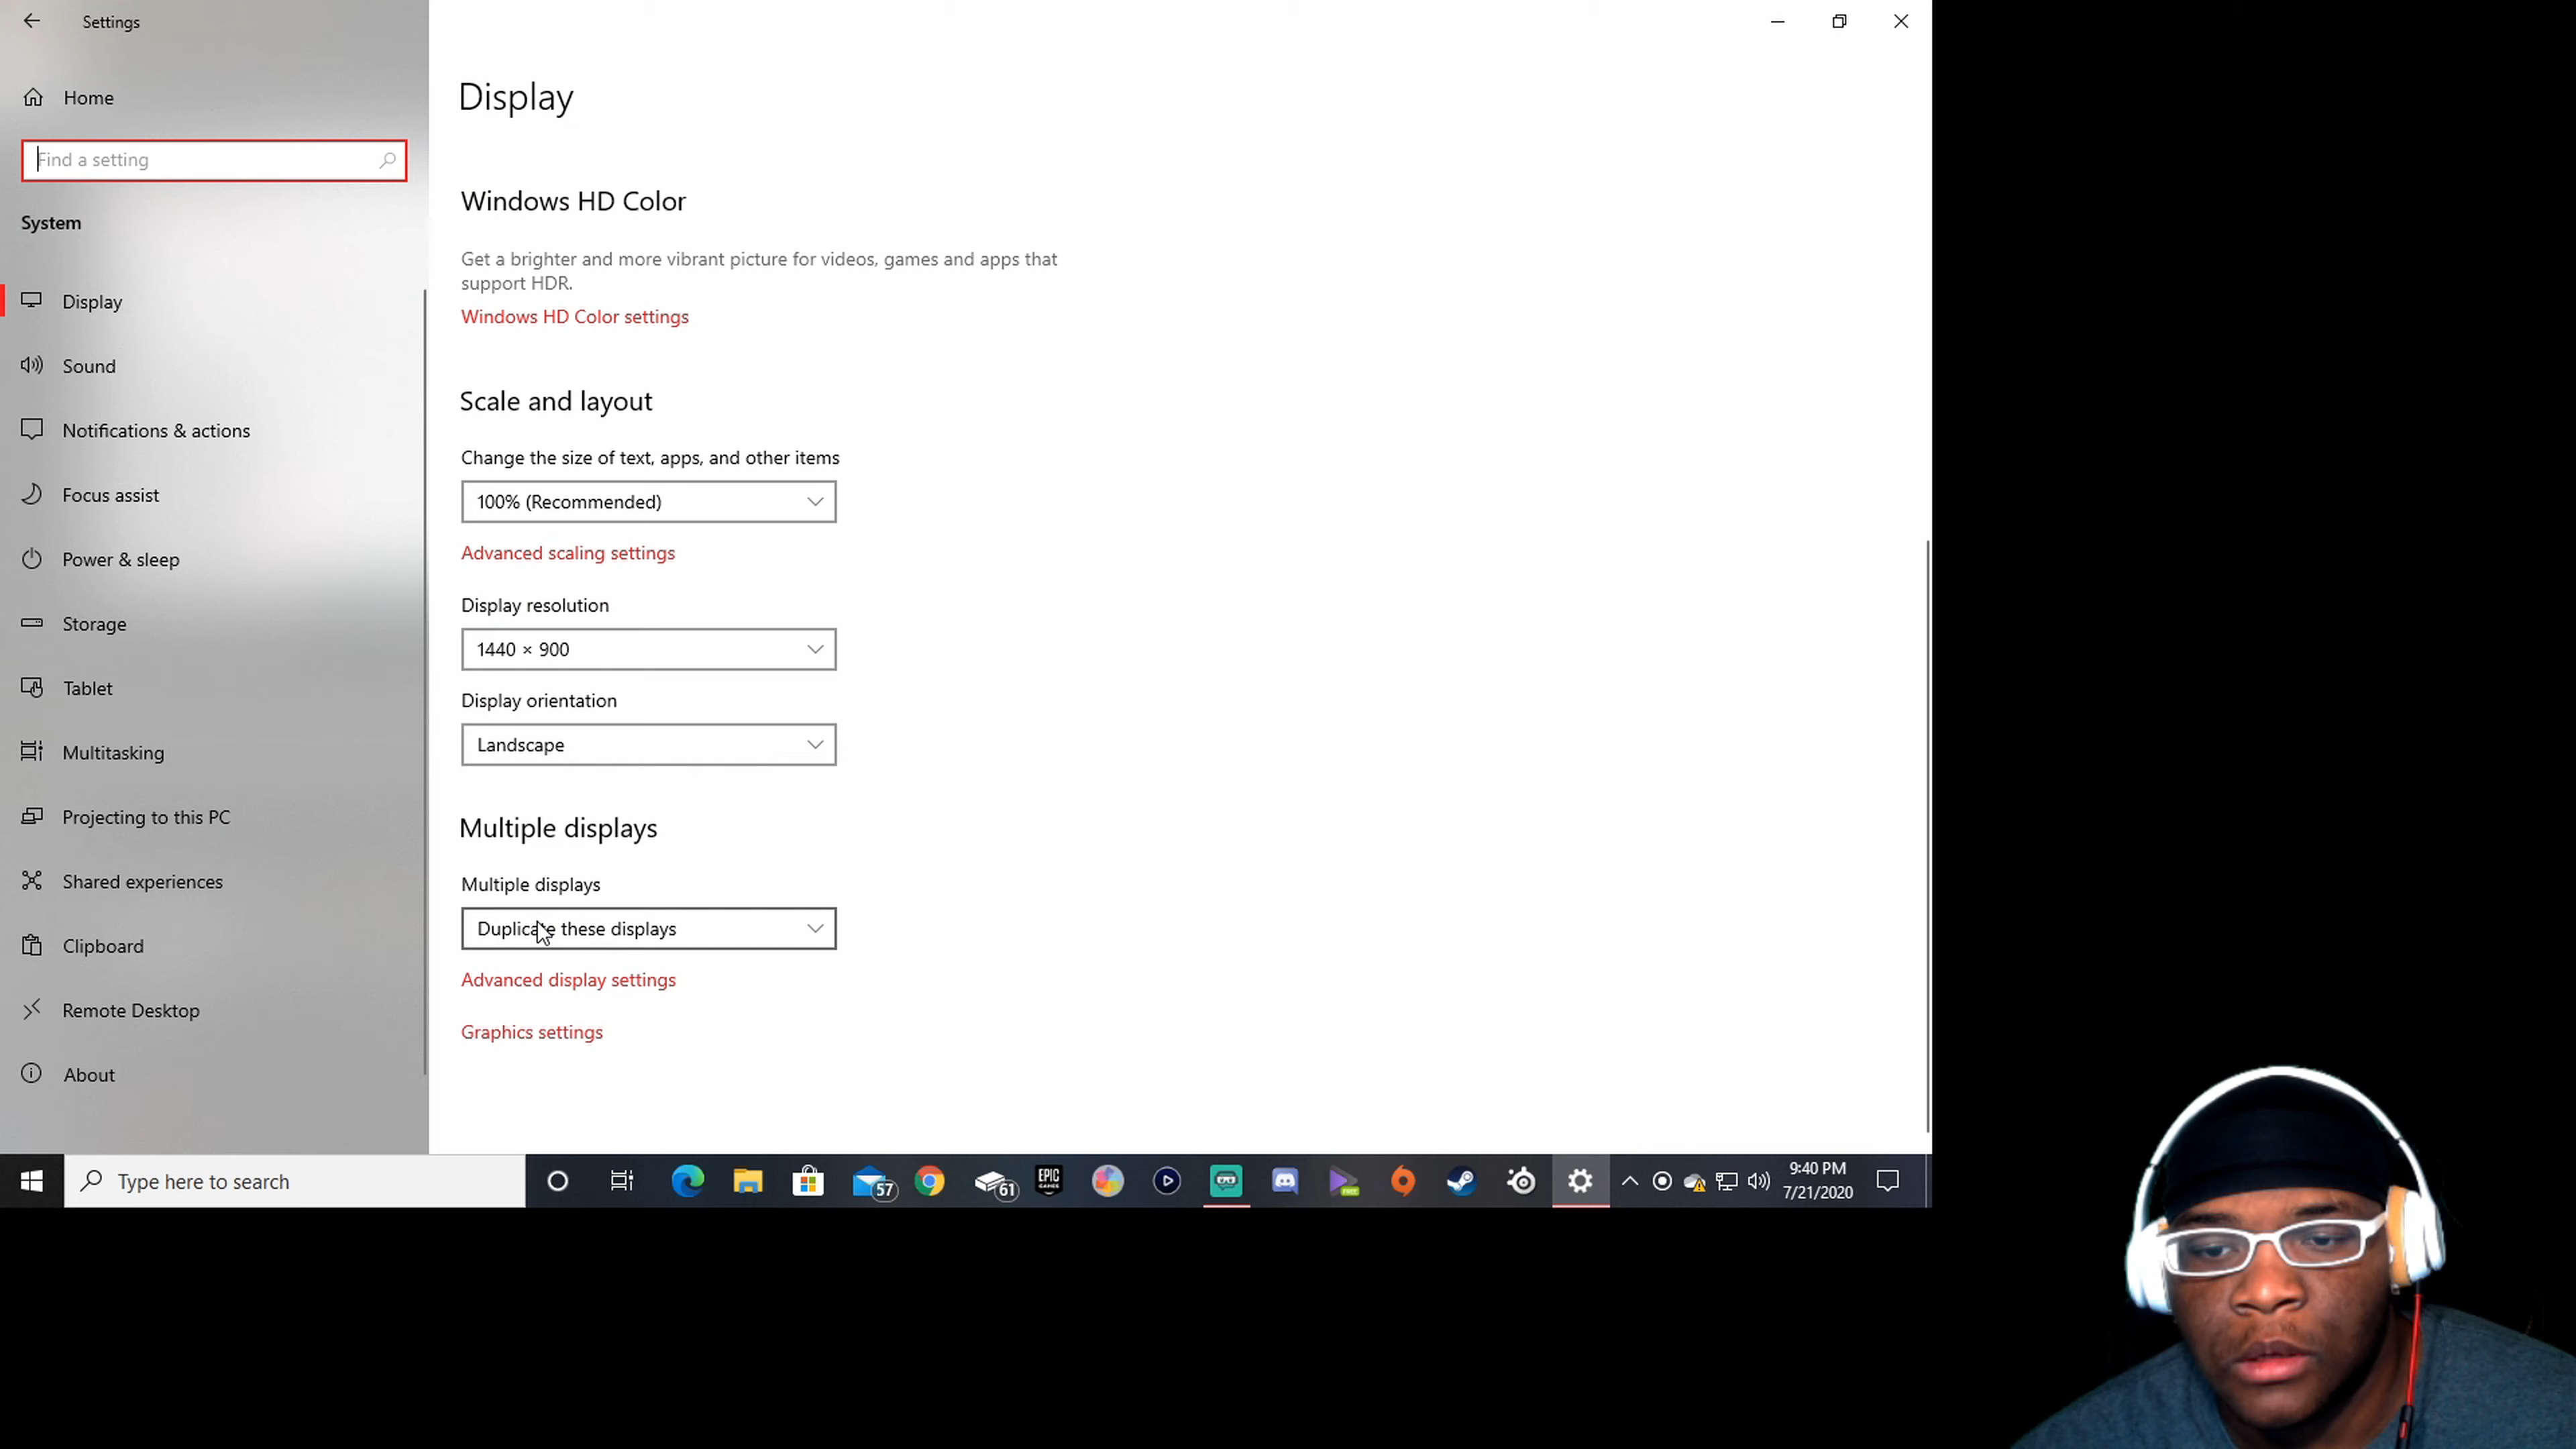 Settings
Home
Find a setting
System
Display
Sound
Notifications & actions
Focus assist
Power & sleep
Storage
Tablet
Multitasking
Projecting to this PC
Shared experiences
Clipboard
Remote Desktop
About
Display
Windows HD Color
Get a brighter and more vibrant picture for videos, games and apps that
support HDR.
Windows HD Color settings
Scale and layout
Change the size of text, apps, and other items
100% (Recommended)
Advanced scaling settings
Display resolution
1440 × 900
Display orientation
Landscape
Multiple displays
Multiple displays
Duplicate these displays
Advanced display settings
Graphics settings
Type here to search
57
61
EPIC
GAMES
FREE
9:40 PM
7/21/2020